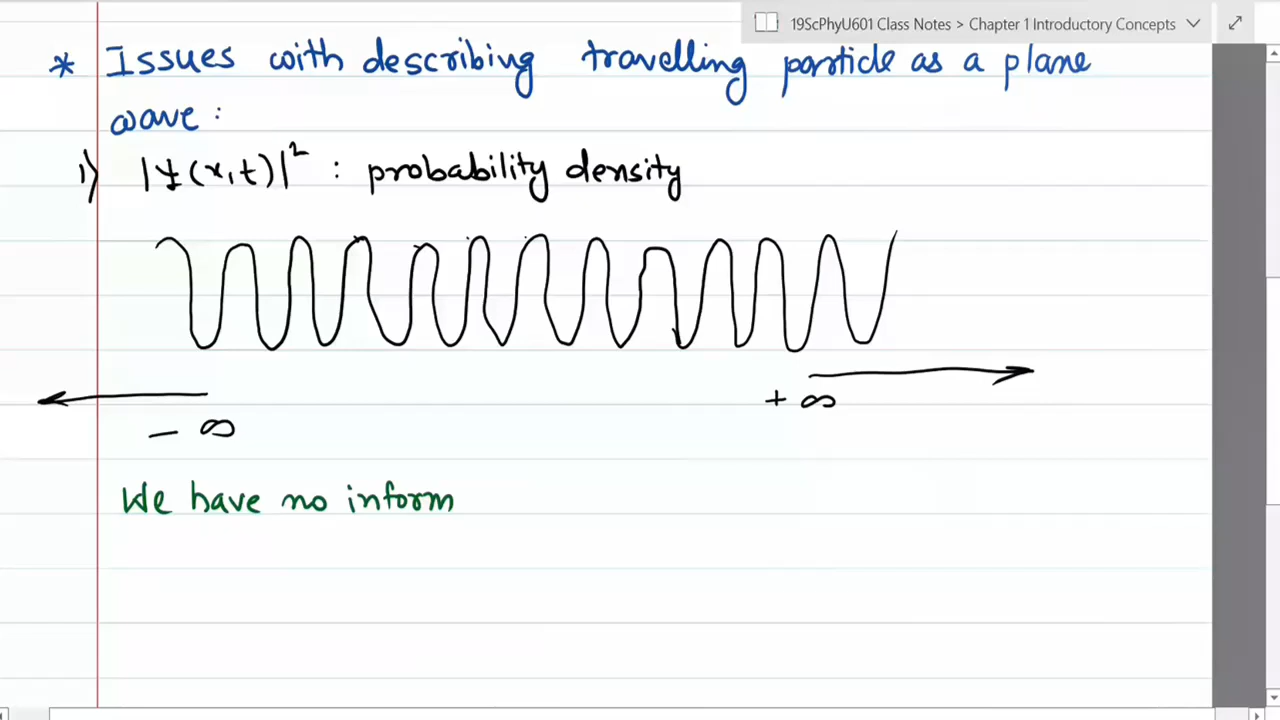 19ScPhyU601 Class Notes > Chapter 1 Introductory Concepts
* Issues with describing travelling particle as a plane
wave :
1) |Ψ(x,t)|² : probability density
- ∞
+ ∞
We have no inform